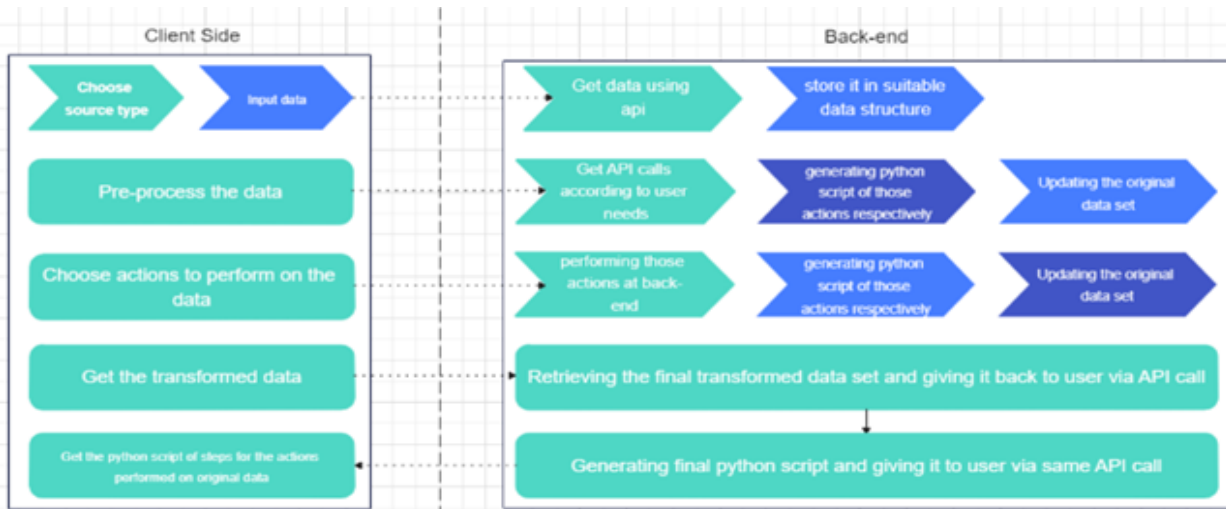 Client Side
Back-end
Choose
source type
Input data
Get data using
api
store it in suitable
data structure
Pre-process the data
Get API calls
according to user
needs
generating python
script of those
actions respectively
Updating the original
data set
Choose actions to perform on the
data
performing those
actions at back-
end
generating python
script of those
actions respectively
Updating the original
data set
Get the transformed data
Retrieving the final transformed data set and giving it back to user via API call
Get the python script of steps for the actions
performed on original data
Generating final python script and giving it to user via same API call